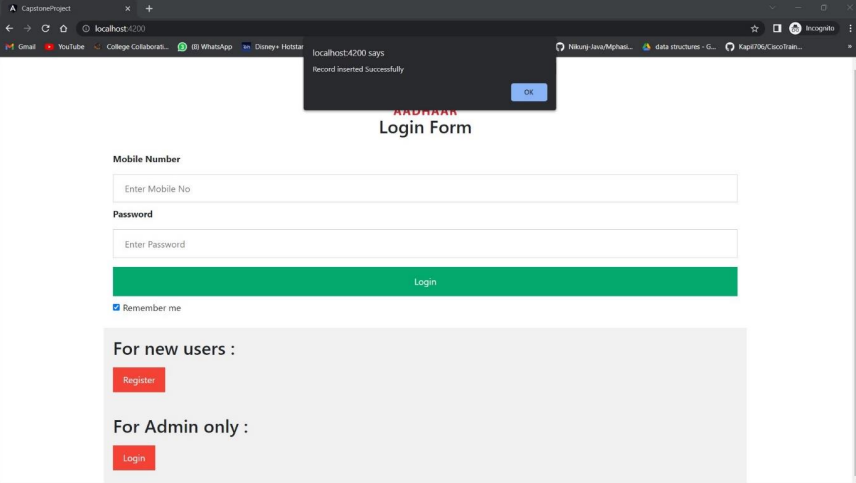 CapstoneProject
localhost:4200
Incognito
Gmail
YouTube
College Collaborati...
(8) WhatsApp
Disney+ Hotstar
Nikunj-Java/Mphasi...
data structures - G...
Kapil706/CiscoTrain...
localhost:4200 says
Record inserted Successfully
OK
AADHAAR
Login Form
Mobile Number
Enter Mobile No
Password
Enter Password
Login
Remember me
For new users :
Register
For Admin only :
Login